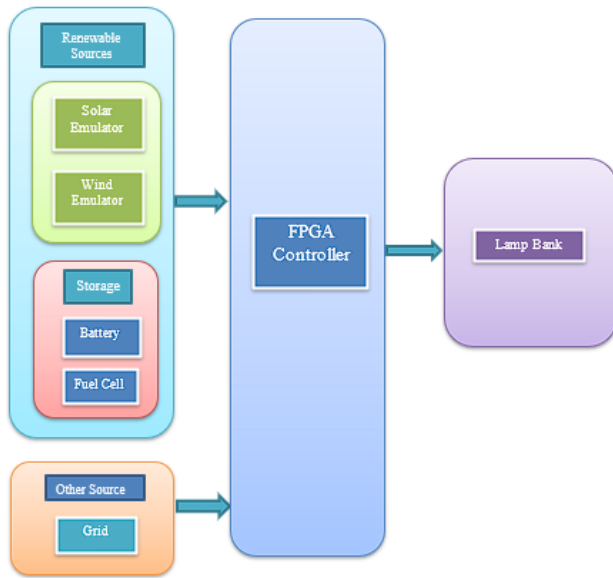 Renewable
Sources
Solar
Emulator
Wind
Emulator
Storage
Battery
Fuel Cell
Other Source
Grid
FPGA
Controller
Lamp Bank